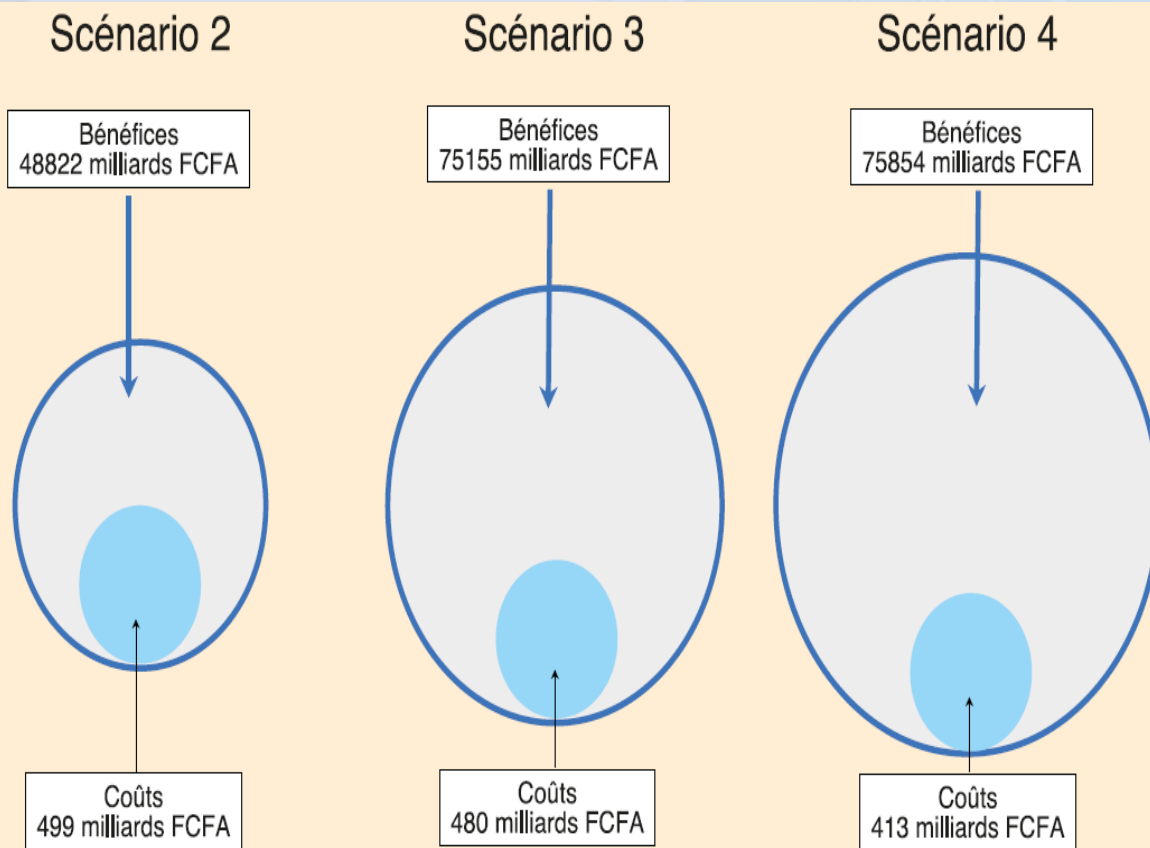 Scénario 2
Scénario 3
Scénario 4
Bénéfices
48822 milliards FCFA
Bénéfices
75155 milliards FCFA
Bénéfices
75854 milliards FCFA
Coûts
499 milliards FCFA
Coûts
480 milliards FCFA
Coûts
413 milliards FCFA